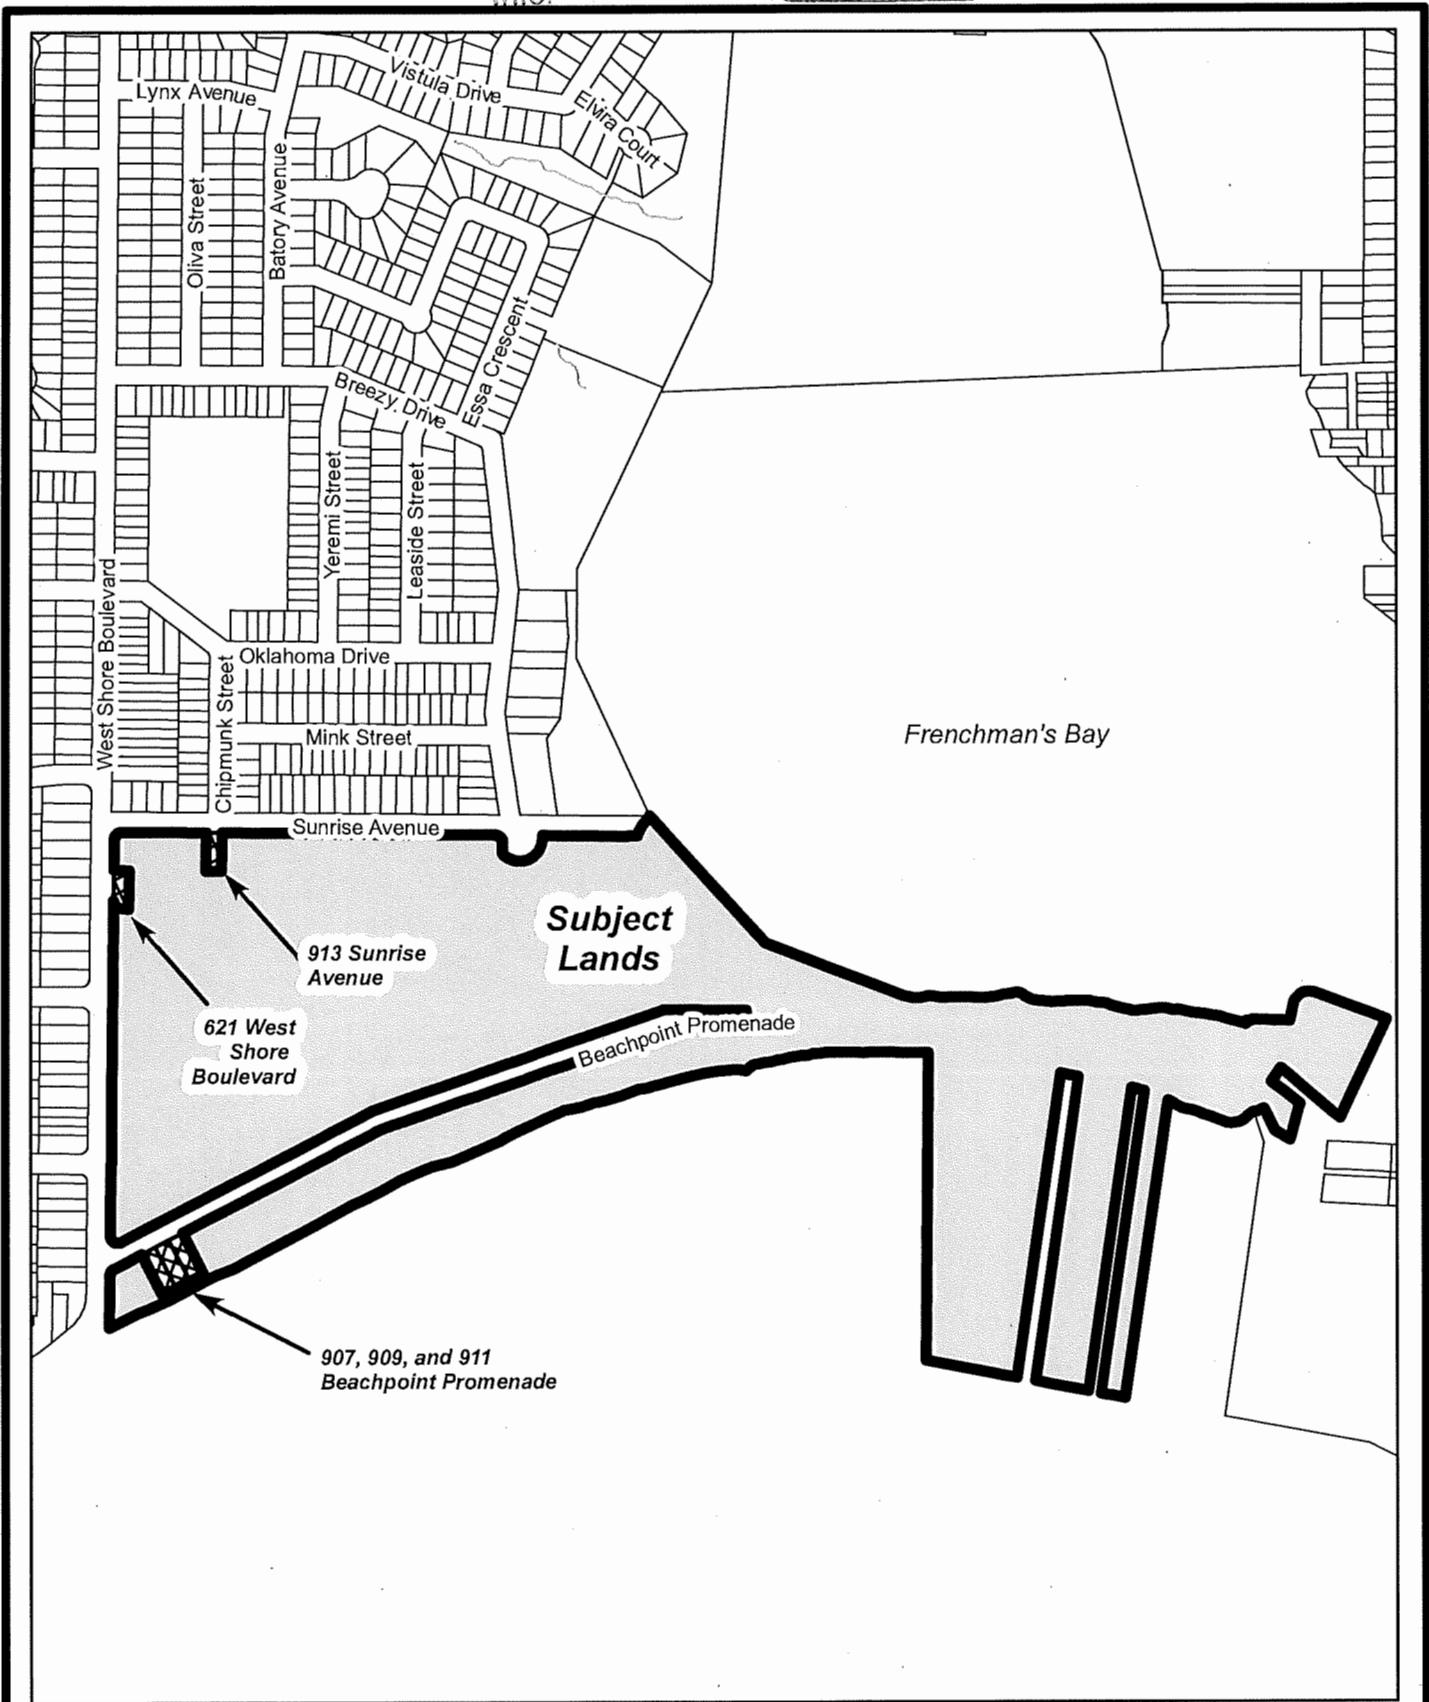 Lynx Avenue
Vistula Drive
Elvira Court
Oliva Street
Batory Avenue
Essa Crescent
Breezy Drive
Yeremi Street
Leaside Street
West Shore Boulevard
Chipmunk Street
Oklahoma Drive
Mink Street
Frenchman's Bay
Sunrise Avenue
Subject
Lands
913 Sunrise
Avenue
621 West
Shore
Boulevard
Beachpoint Promenade
907, 909, and 911
Beachpoint Promenade